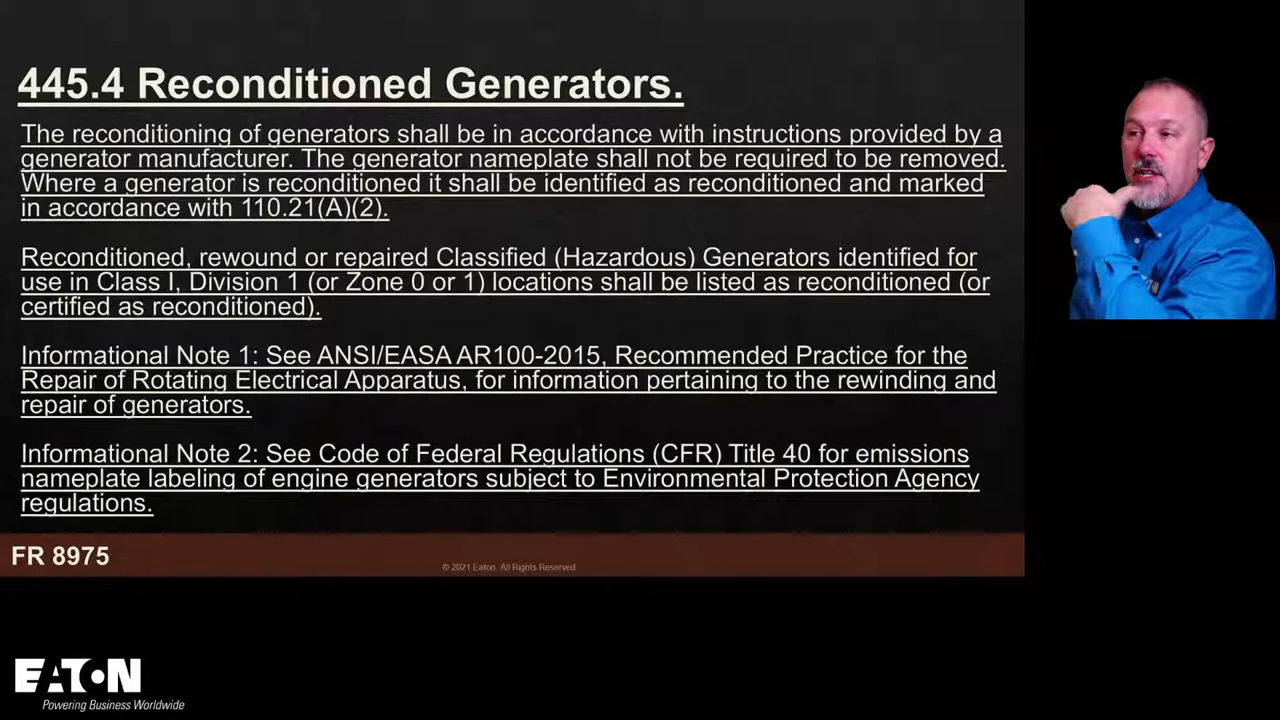 445.4 Reconditioned Generators.
The reconditioning of generators shall be in accordance with instructions provided by a
generator manufacturer. The generator nameplate shall not be required to be removed.
Where a generator is reconditioned it shall be identified as reconditioned and marked
in accordance with 110.21(A)(2).
Reconditioned, rewound or repaired Classified (Hazardous) Generators identified for
use in Class I, Division 1 (or Zone 0 or 1) locations shall be listed as reconditioned (or
certified as reconditioned).
Informational Note 1: See ANSI/EASA AR100-2015, Recommended Practice for the
Repair of Rotating Electrical Apparatus, for information pertaining to the rewinding and
repair of generators.
Informational Note 2: See Code of Federal Regulations (CFR) Title 40 for emissions
nameplate labeling of engine generators subject to Environmental Protection Agency
regulations.
FR 8975
© 2021 Eaton. All Rights Reserved
EATON
Powering Business Worldwide